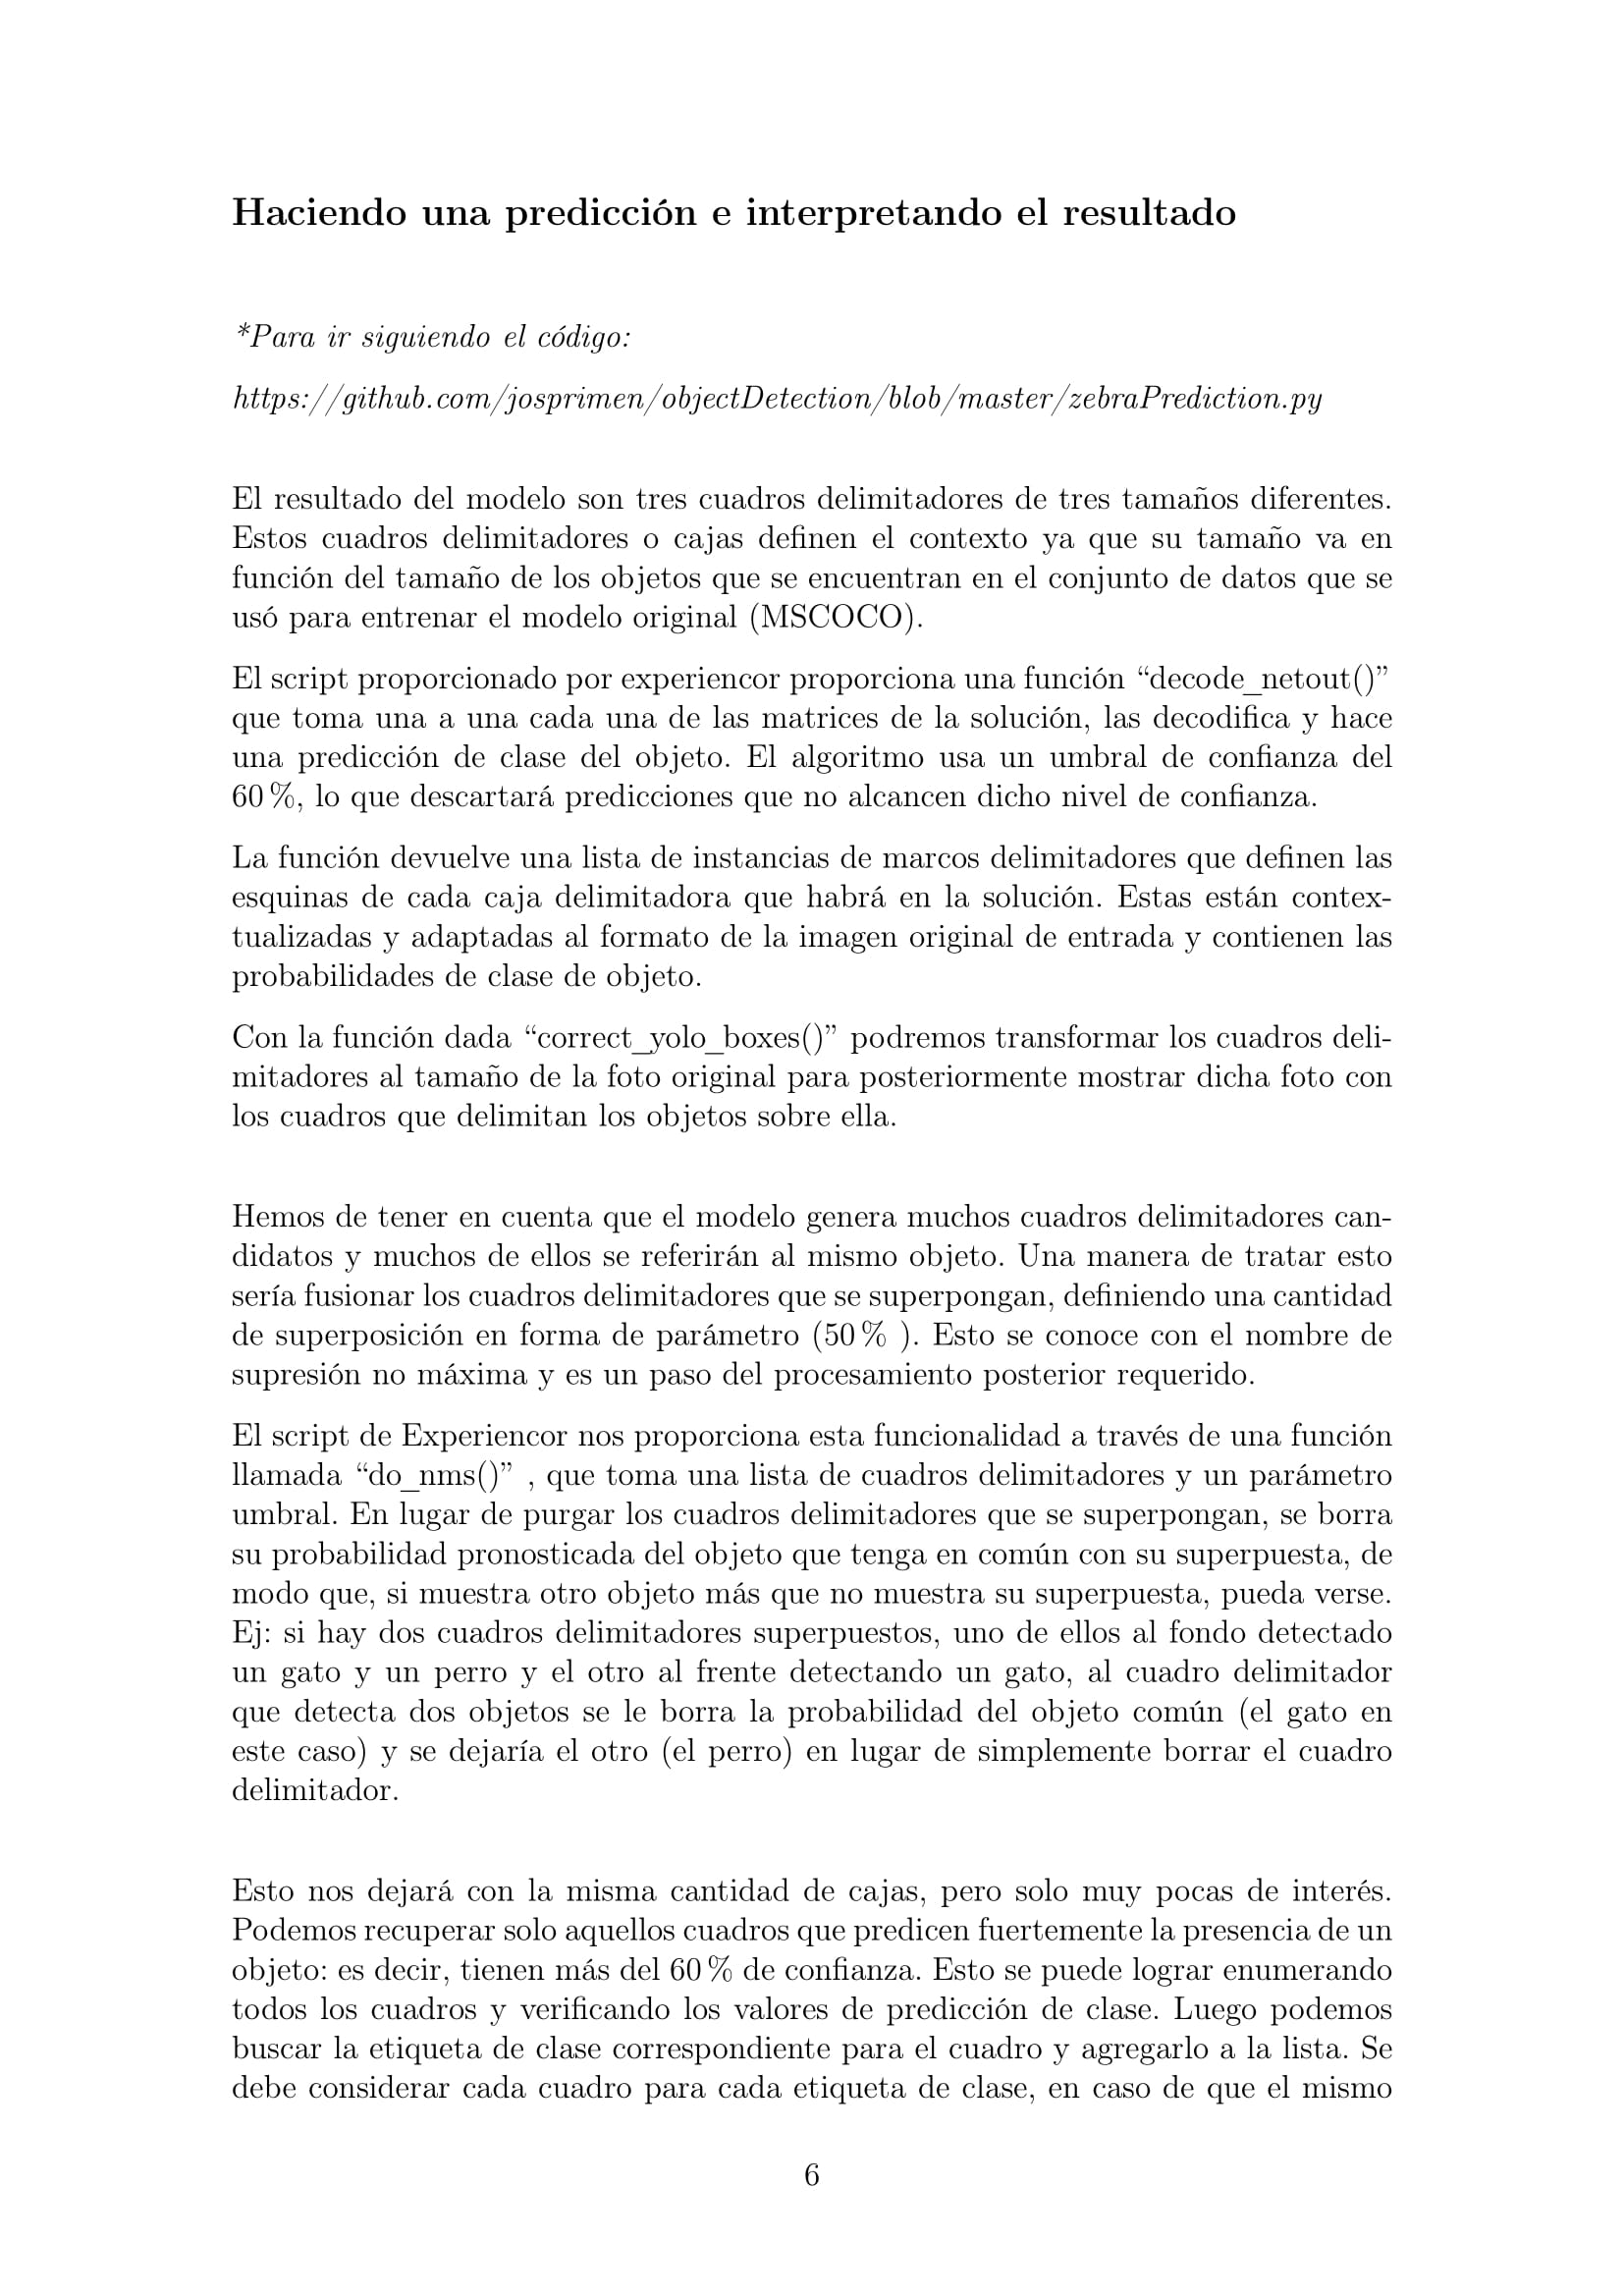 Haciendo una predicción e interpretando el resultado
*Para ir siguiendo el código:
https://github.com/josprimen/objectDetection/blob/master/zebraPrediction.py
El resultado del modelo son tres cuadros delimitadores de tres tamaños diferentes.
Estos cuadros delimitadores o cajas definen el contexto ya que su tamaño va en
función del tamaño de los objetos que se encuentran en el conjunto de datos que se
usó para entrenar el modelo original (MSCOCO).
El script proporcionado por experiencor proporciona una función “decode_netout()”
que toma una a una cada una de las matrices de la solución, las decodifica y hace
una predicción de clase del objeto. El algoritmo usa un umbral de confianza del
60 %, lo que descartará predicciones que no alcancen dicho nivel de confianza.
La función devuelve una lista de instancias de marcos delimitadores que definen las
esquinas de cada caja delimitadora que habrá en la solución. Estas están contex-
tualizadas y adaptadas al formato de la imagen original de entrada y contienen las
probabilidades de clase de objeto.
Con la función dada “correct_yolo_boxes()” podremos transformar los cuadros deli-
mitadores al tamaño de la foto original para posteriormente mostrar dicha foto con
los cuadros que delimitan los objetos sobre ella.
Hemos de tener en cuenta que el modelo genera muchos cuadros delimitadores can-
didatos y muchos de ellos se referirán al mismo objeto. Una manera de tratar esto
sería fusionar los cuadros delimitadores que se superpongan, definiendo una cantidad
de superposición en forma de parámetro (50 % ). Esto se conoce con el nombre de
supresión no máxima y es un paso del procesamiento posterior requerido.
El script de Experiencor nos proporciona esta funcionalidad a través de una función
llamada “do_nms()” , que toma una lista de cuadros delimitadores y un parámetro
umbral. En lugar de purgar los cuadros delimitadores que se superpongan, se borra
su probabilidad pronosticada del objeto que tenga en común con su superpuesta, de
modo que, si muestra otro objeto más que no muestra su superpuesta, pueda verse.
Ej: si hay dos cuadros delimitadores superpuestos, uno de ellos al fondo detectado
un gato y un perro y el otro al frente detectando un gato, al cuadro delimitador
que detecta dos objetos se le borra la probabilidad del objeto común (el gato en
este caso) y se dejaría el otro (el perro) en lugar de simplemente borrar el cuadro
delimitador.
Esto nos dejará con la misma cantidad de cajas, pero solo muy pocas de interés.
Podemos recuperar solo aquellos cuadros que predicen fuertemente la presencia de un
objeto: es decir, tienen más del 60 % de confianza. Esto se puede lograr enumerando
todos los cuadros y verificando los valores de predicción de clase. Luego podemos
buscar la etiqueta de clase correspondiente para el cuadro y agregarlo a la lista. Se
debe considerar cada cuadro para cada etiqueta de clase, en caso de que el mismo
6